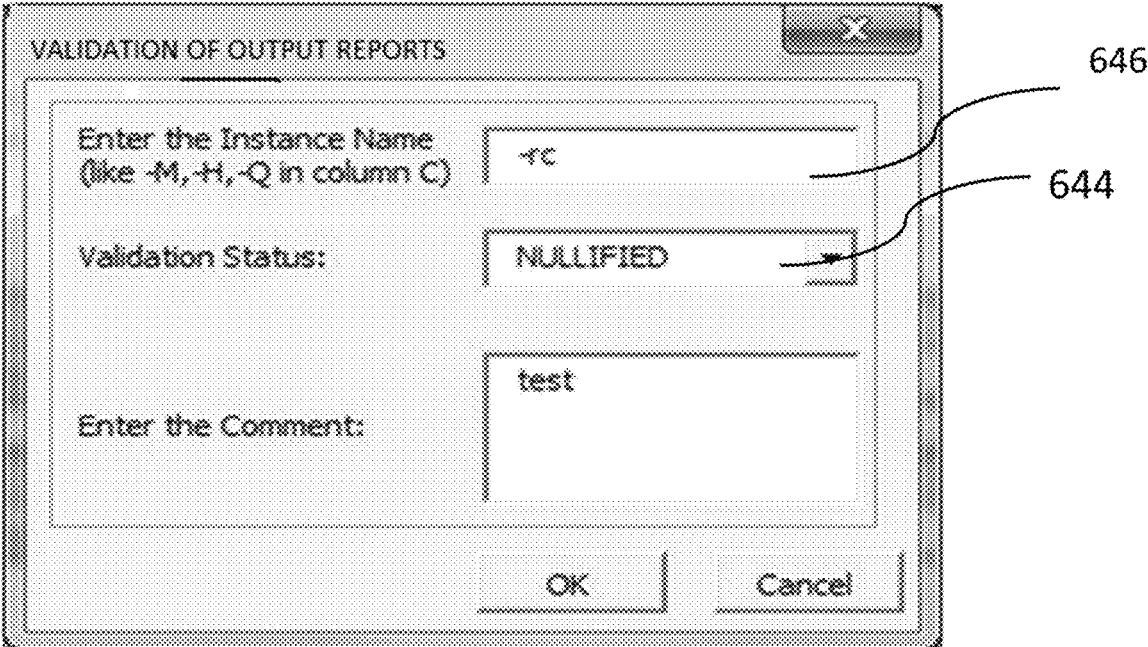 VALIDATION OF OUTPUT REPORTS
646
Enter the Instance Name
(like -M,-H,-Q in column C)
-rc
644
Validation Status:
NULLIFIED
test
Enter the Comment:
OK
Cancel